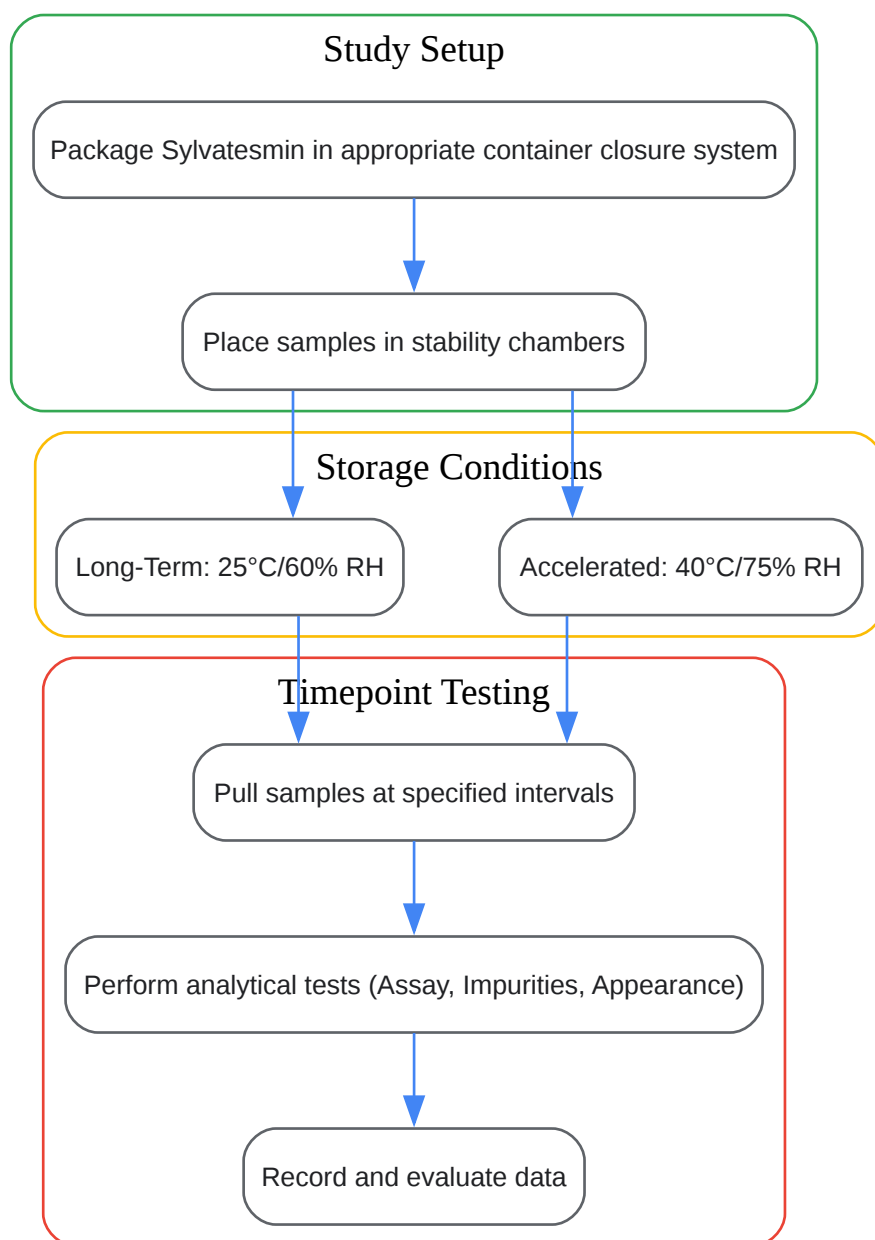 Study Setup
Package Sylvatesmin in appropriate container closure system
Place samples in stability chambers
Storage Conditions
Long-Term: 25°C/60% RH
Accelerated: 40°C/75% RH
Timepoint Testing
Pull samples at specified intervals
Perform analytical tests (Assay, Impurities, Appearance)
Record and evaluate data